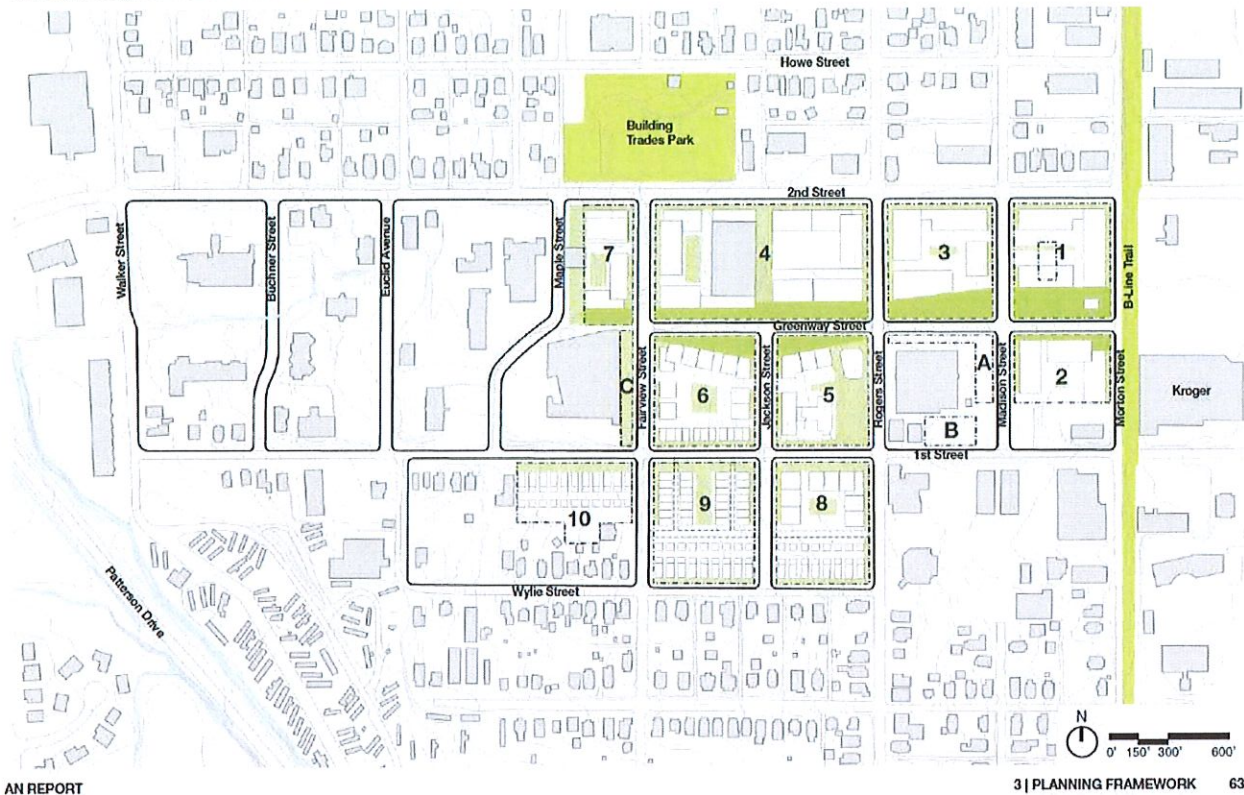 Howe Street
Building
Trades Park
2nd Street
Walker Street
Buchner Street
Euclid Avenue
Maple Street
7
4
3
1
B-Line Trail
Greenway Street
C
Fairview Street
6
Jackson Street
5
Rogers Street
A
Madison Street
2
Morton Street
Kroger
B
1st Street
10
9
8
Wylie Street
Patterson Drive
N
0' 150' 300' 600'
AN REPORT
3 | PLANNING FRAMEWORK 63